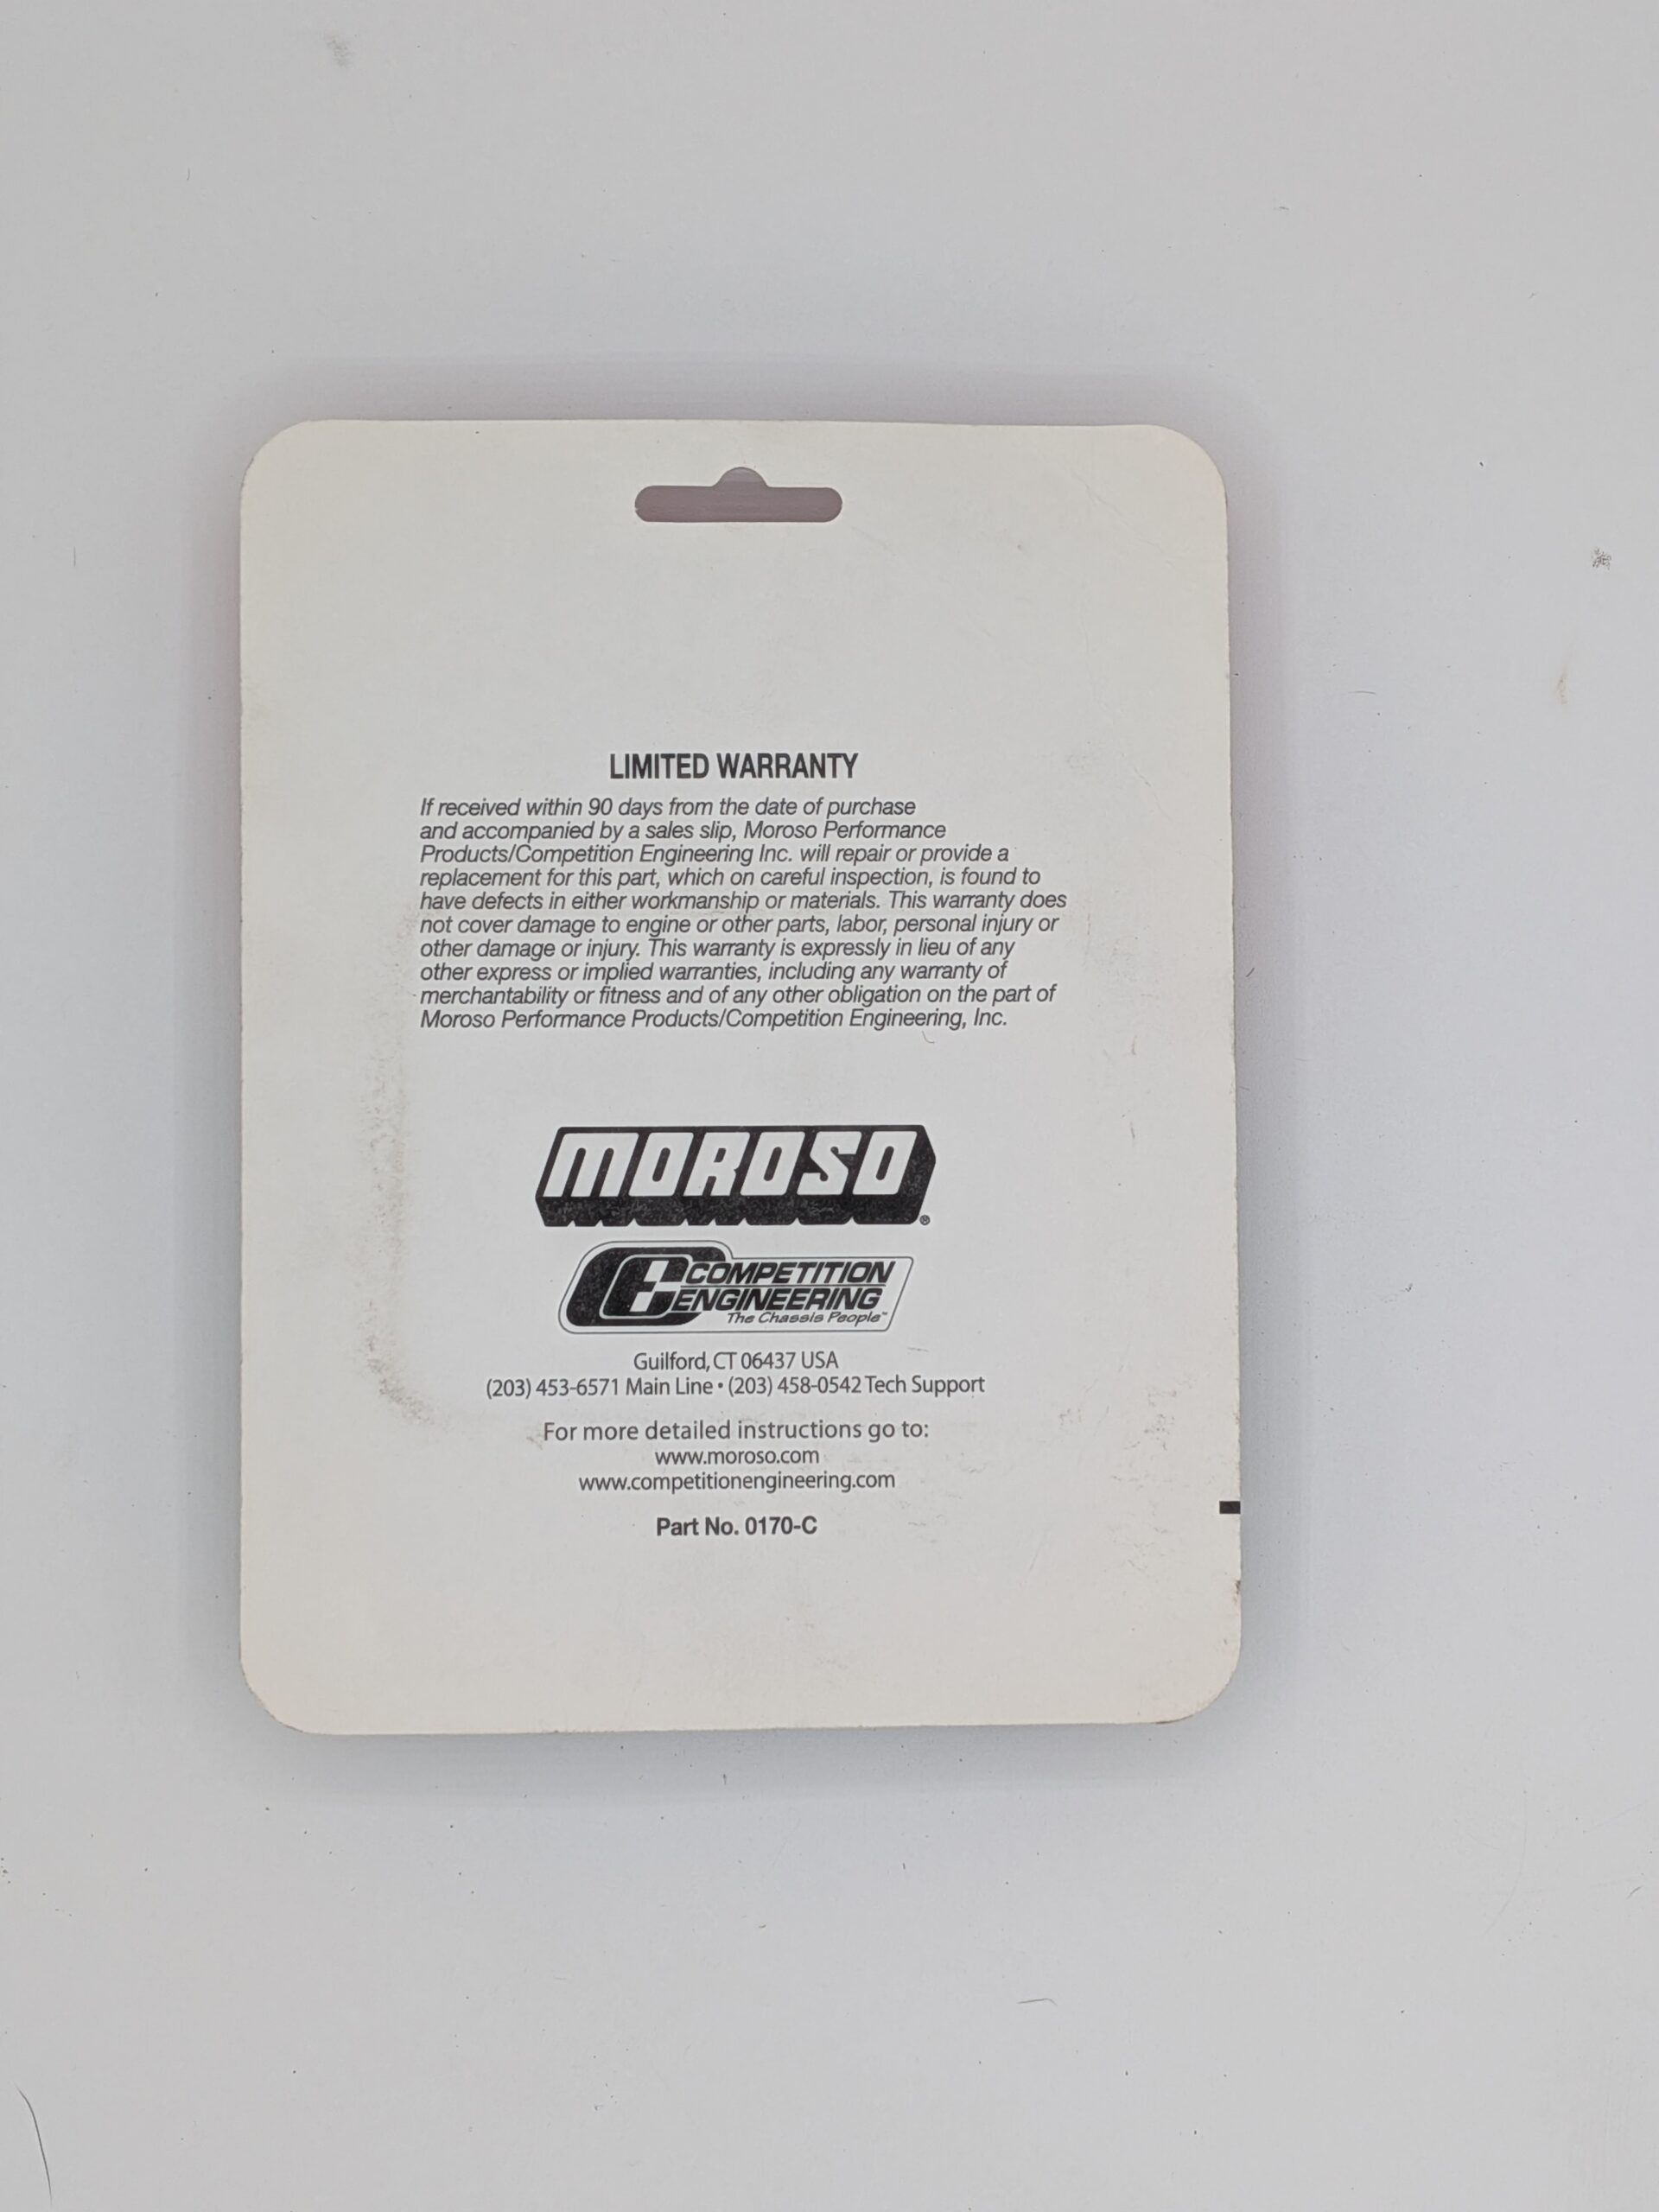 LIMITED WARRANTY
If received within 90 days from the date of purchase
and accompanied by a sales slip, Moroso Performance
Products/Competition Engineering Inc. will repair or provide a
replacement for this part, which on careful inspection, is found to
have defects in either workmanship or materials. This warranty does
not cover damage to engine or other parts, labor, personal injury or
other damage or injury. This warranty is expressly in lieu of any
other express or implied warranties, including any warranty of
merchantability or fitness and of any other obligation on the part of
Moroso Performance Products/Competition Engineering, Inc.
MOROSO®
COMPETITION
ENGINEERING
The Chassis People™
Guilford, CT 06437 USA
(203) 453-6571 Main Line • (203) 458-0542 Tech Support
For more detailed instructions go to:
www.moroso.com
www.competitionengineering.com
Part No. 0170-C